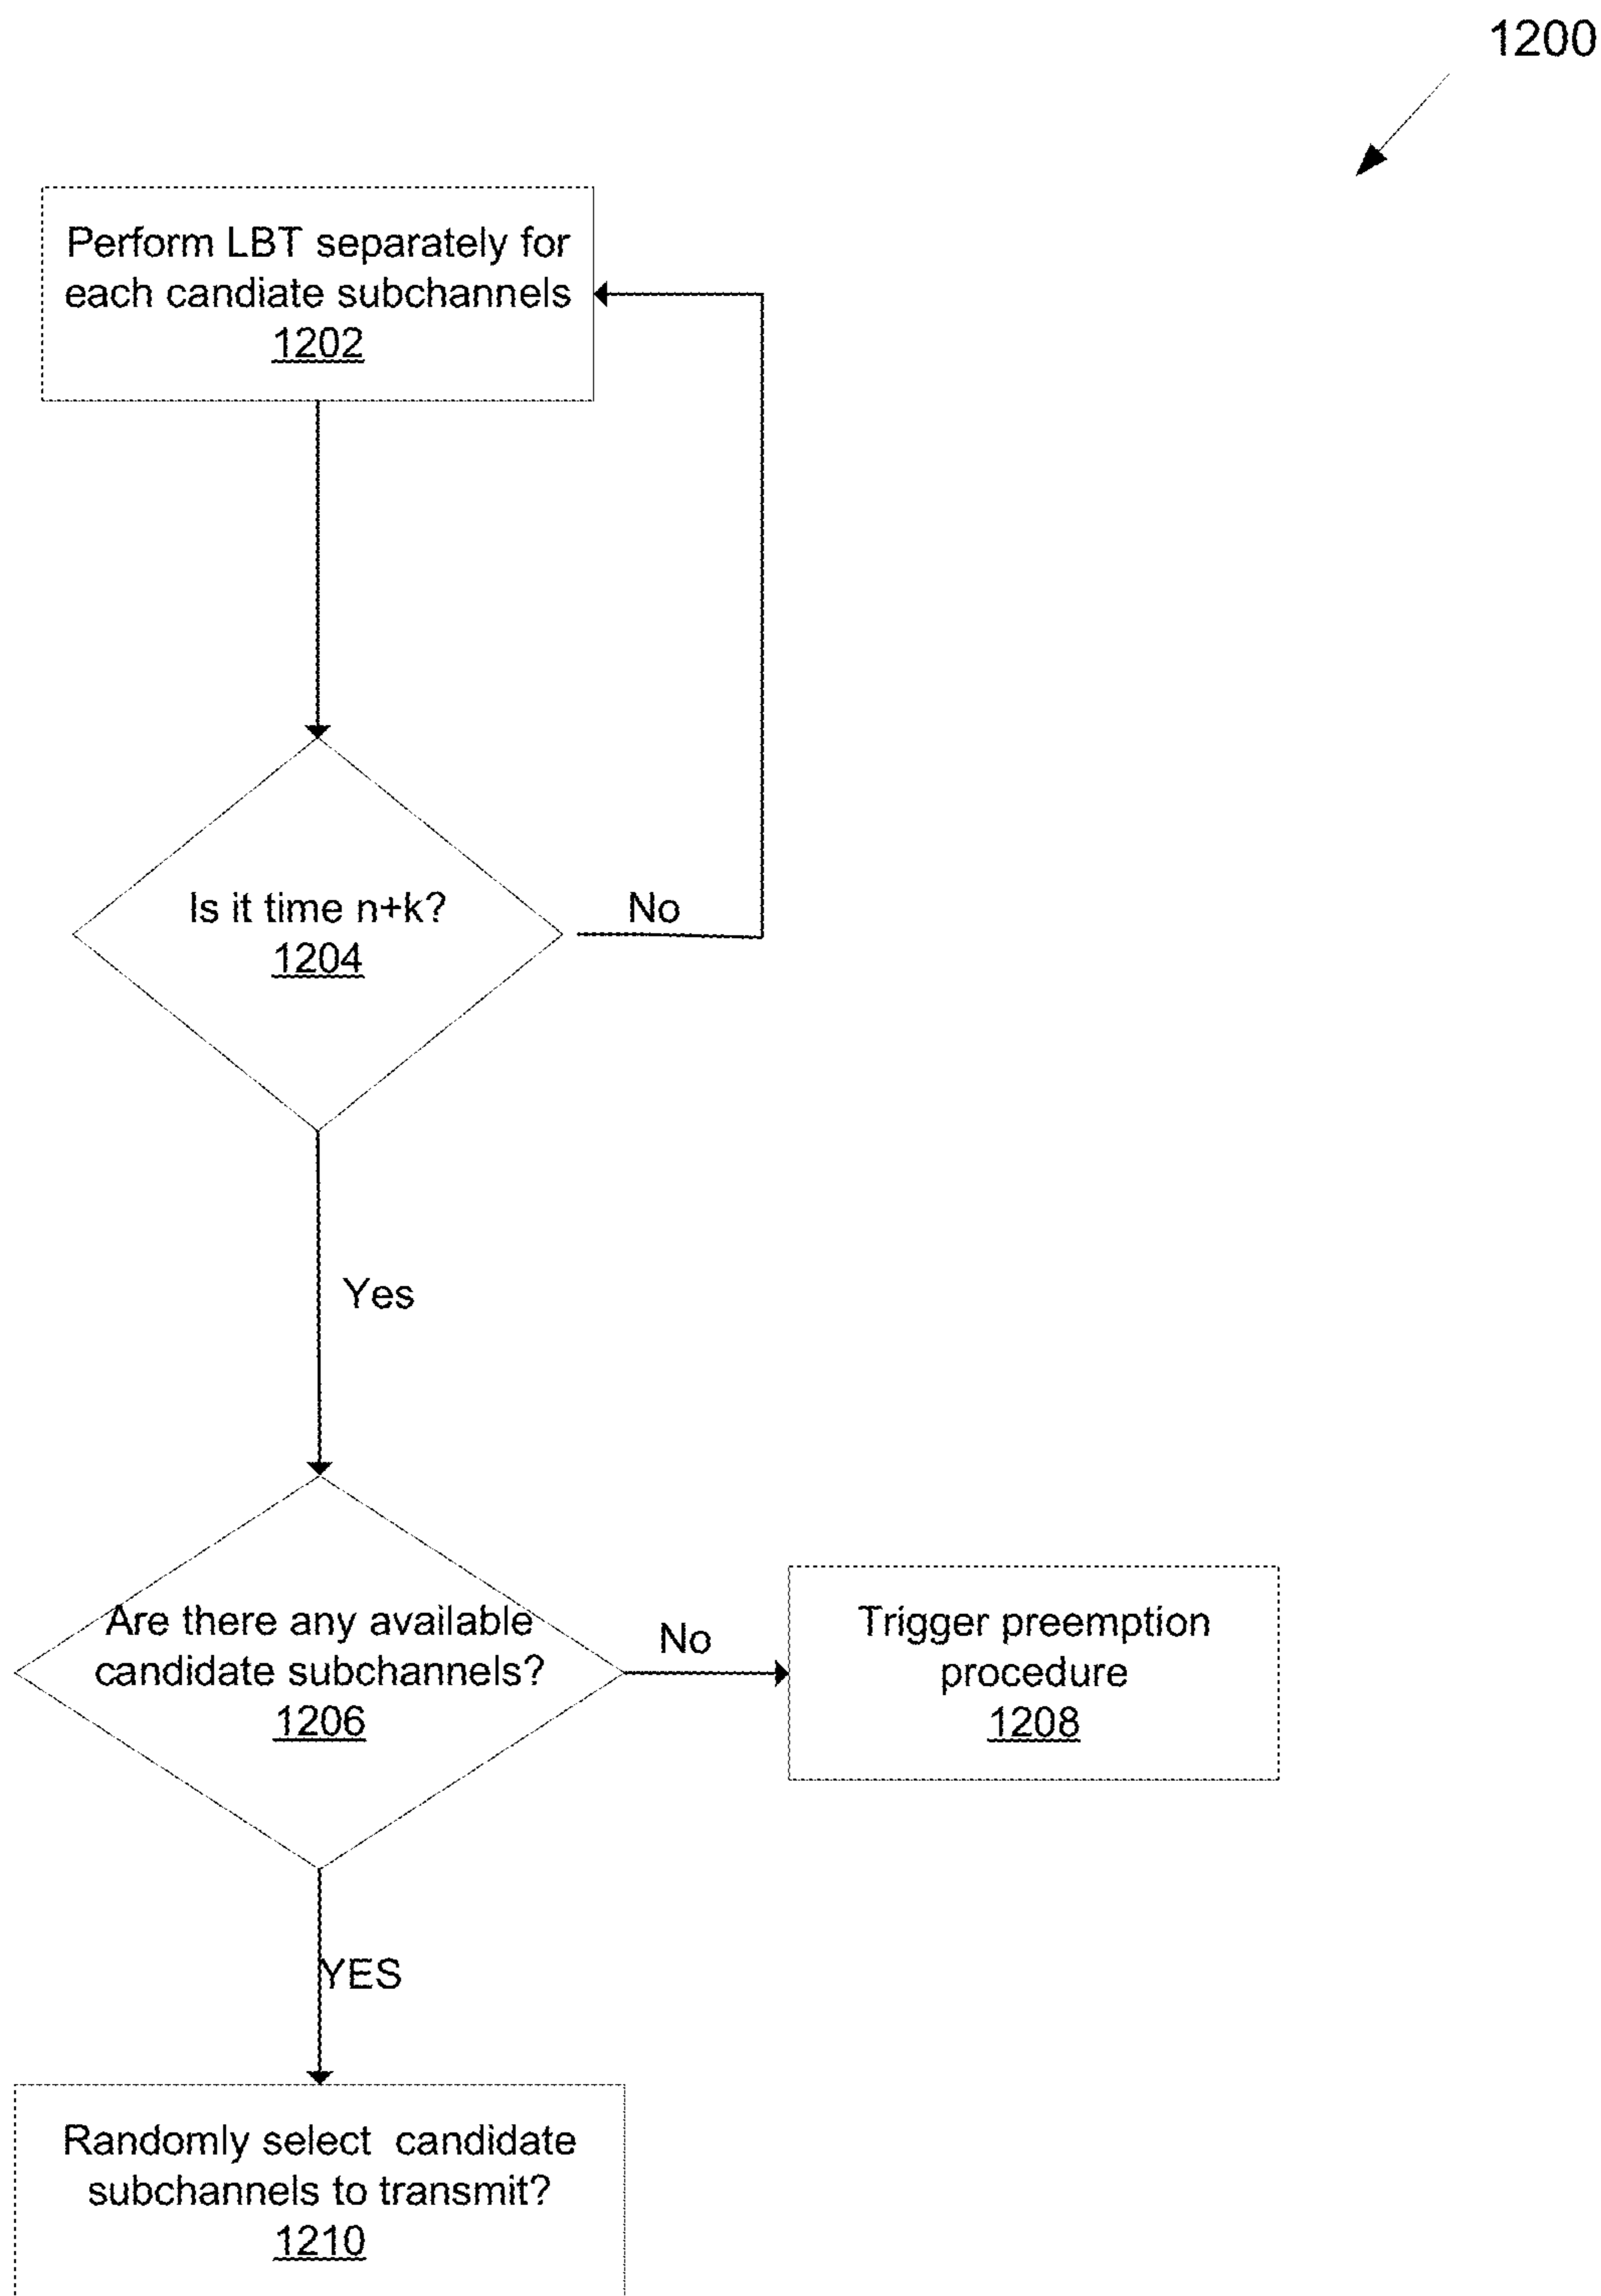 1200
Perform LBT separately for
each candiate subchannels
1202
Is it time n+k?
1204
No
Yes
Are there any available
candidate subchannels?
1206
No
Trigger preemption
procedure
1208
YES
Randomly select  candidate
subchannels to transmit?
1210